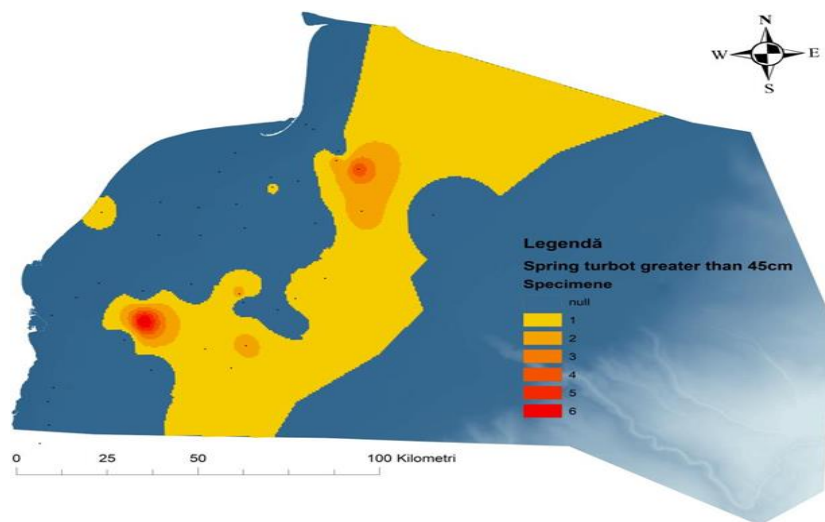 N
W E
S
Legendă
Spring turbot greater than 45cm
Specimene
null
1
2
3
4
5
6
0 25 50 100 Kilometri